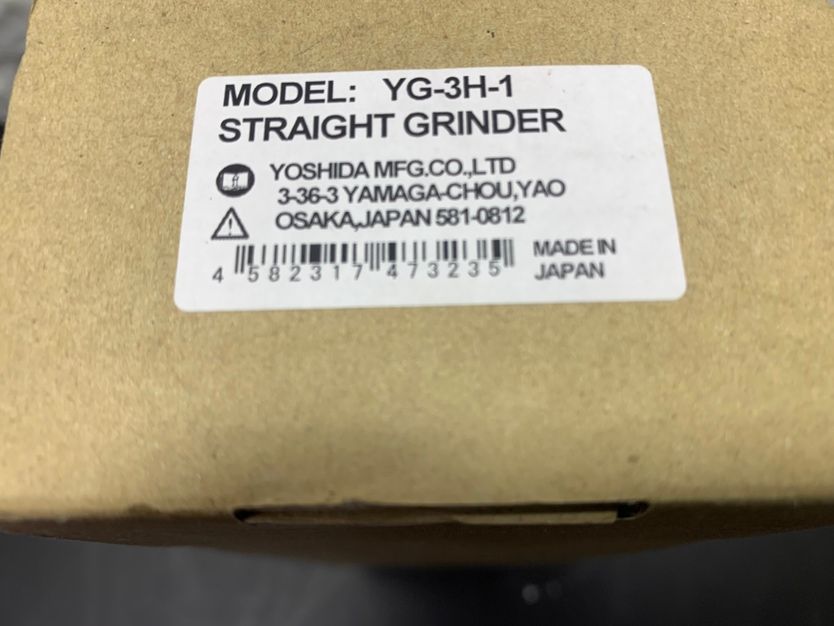 MODEL: YG-3H-1
STRAIGHT GRINDER
YOSHIDA MFG.CO.,LTD
3-36-3 YAMAGA-CHOU,YAO
OSAKA,JAPAN 581-0812
4 582317 473235
MADE IN
JAPAN